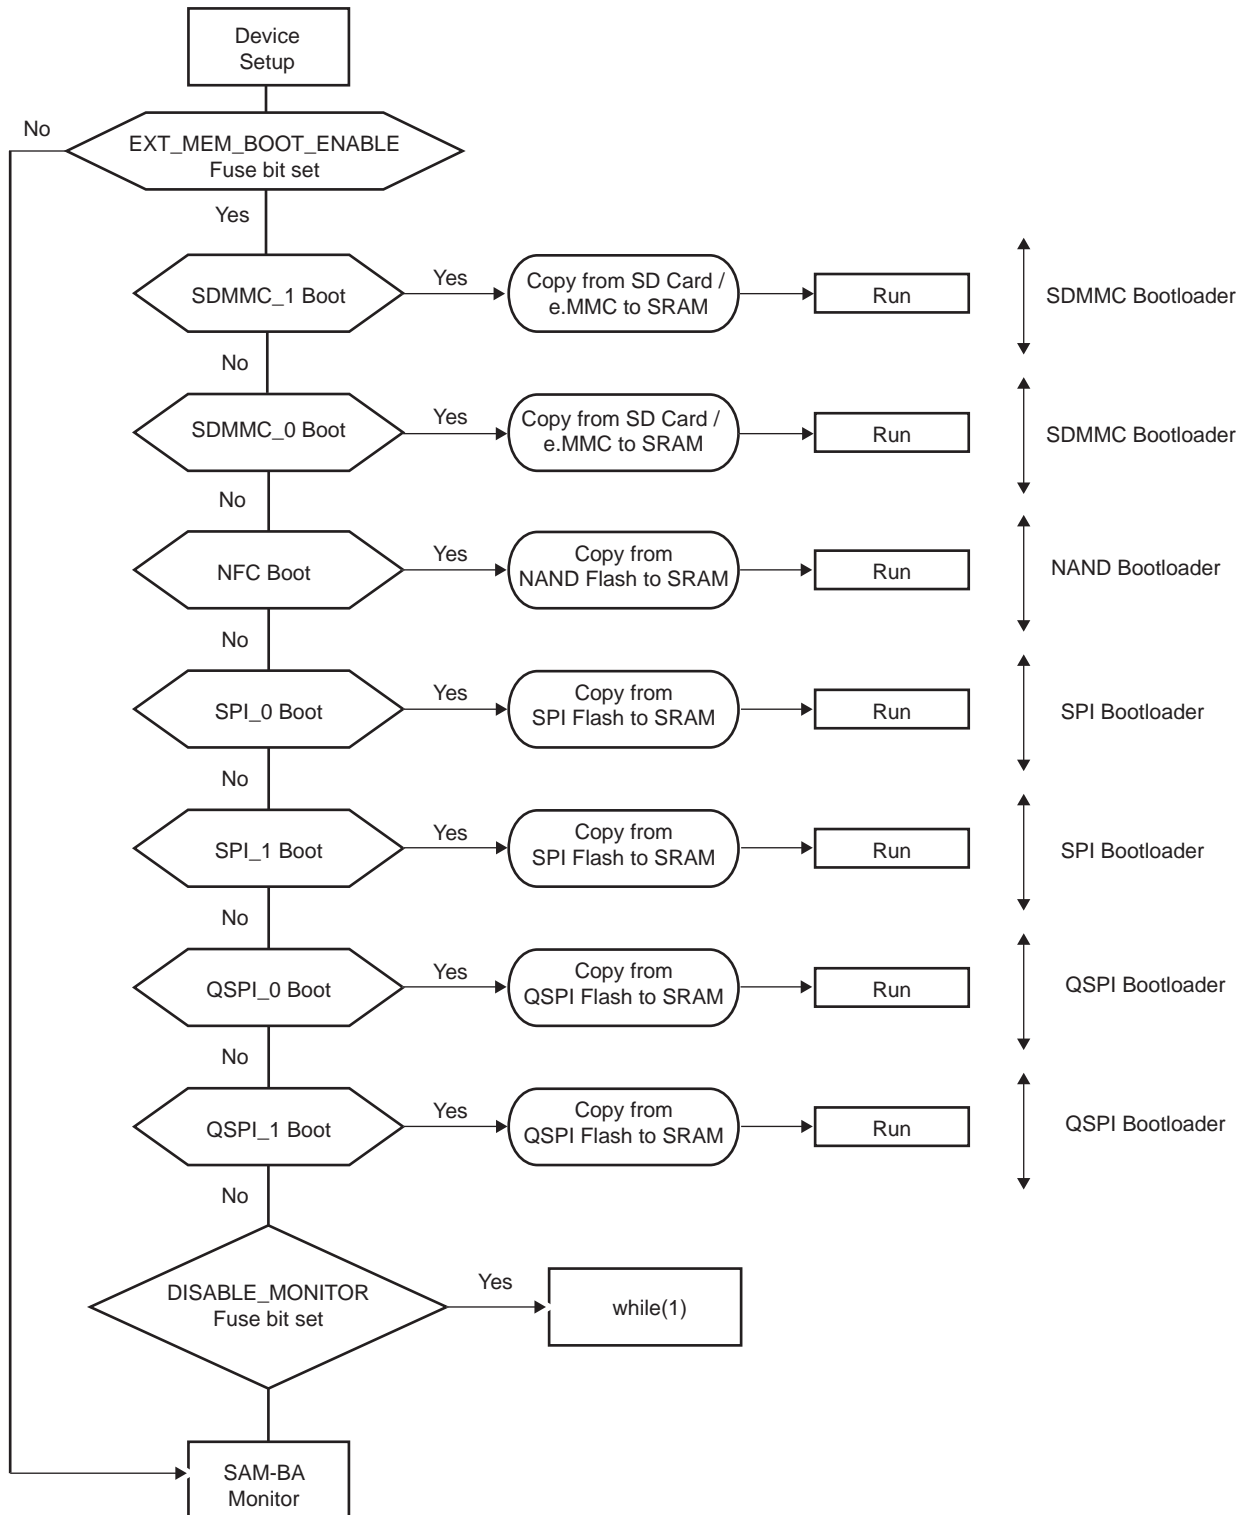 Device
Setup
No
EXT_MEM_BOOT_ENABLE
Fuse bit set
Yes
SDMMC_1 Boot
Yes
Copy from SD Card /
e.MMC to SRAM
Run
SDMMC Bootloader
No
SDMMC_0 Boot
Yes
Copy from SD Card /
e.MMC to SRAM
Run
SDMMC Bootloader
No
NFC Boot
Yes
Copy from
NAND Flash to SRAM
Run
NAND Bootloader
No
SPI_0 Boot
Yes
Copy from
SPI Flash to SRAM
Run
SPI Bootloader
No
SPI_1 Boot
Yes
Copy from
SPI Flash to SRAM
Run
SPI Bootloader
No
QSPI_0 Boot
Yes
Copy from
QSPI Flash to SRAM
Run
QSPI Bootloader
No
QSPI_1 Boot
Yes
Copy from
QSPI Flash to SRAM
Run
QSPI Bootloader
No
DISABLE_MONITOR
Fuse bit set
Yes
while(1)
SAM-BA
Monitor